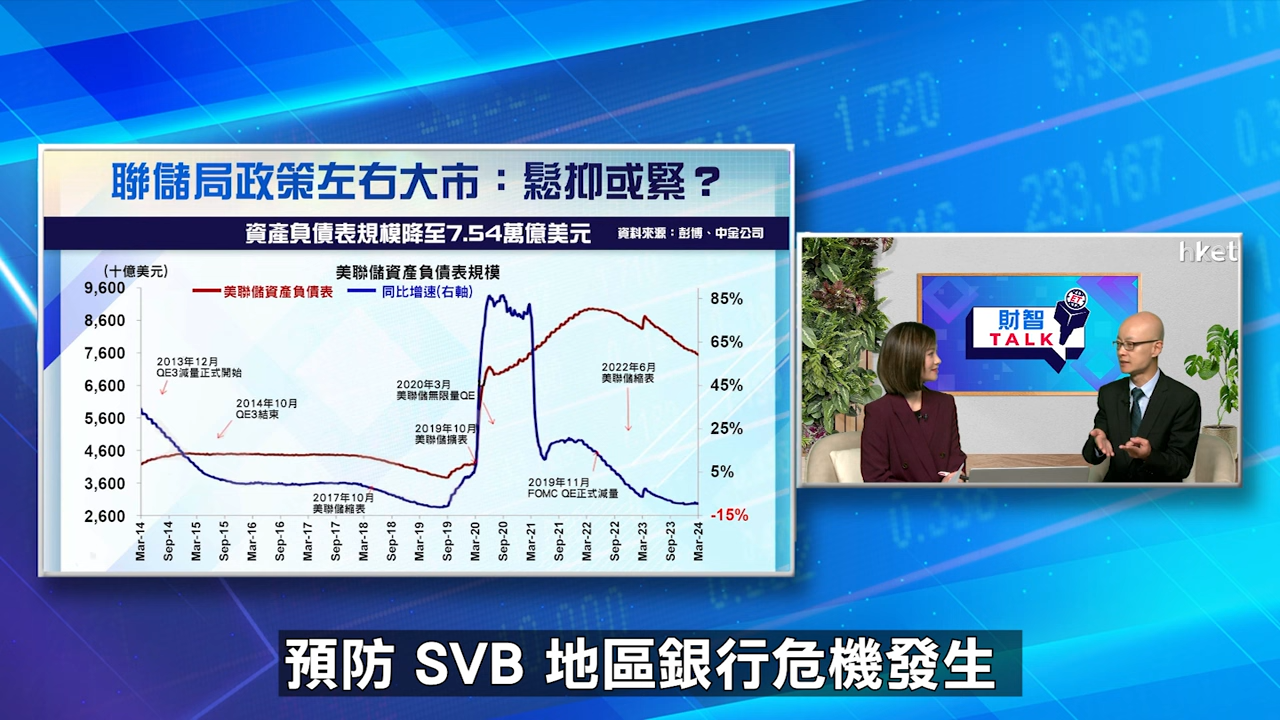 聯儲局政策左右大市：鬆抑或緊？
資產負債表規模降至7.54萬億美元
資料來源：彭博、中金公司
(十億美元)
美聯儲資產負債表規模
美聯儲資產負債表
同比增速(右軸)
9,600
8,600
7,600
6,600
5,600
4,600
3,600
2,600
85%
65%
45%
25%
5%
-15%
2013年12月
QE3減量正式開始
2014年10月
QE3結束
2017年10月
美聯儲縮表
2020年3月
美聯儲無限量QE
2019年10月
美聯儲擴表
2019年11月
FOMC QE正式減量
2022年6月
美聯儲縮表
Mar-14
Sep-14
Mar-15
Sep-15
Mar-16
Sep-16
Mar-17
Sep-17
Mar-18
Sep-18
Mar-19
Sep-19
Mar-20
Sep-20
Mar-21
Sep-21
Mar-22
Sep-22
Mar-23
Sep-23
Mar-24
hket
ET
財智
TALK
9,996
1.720
233,167
預防 SVB 地區銀行危機發生